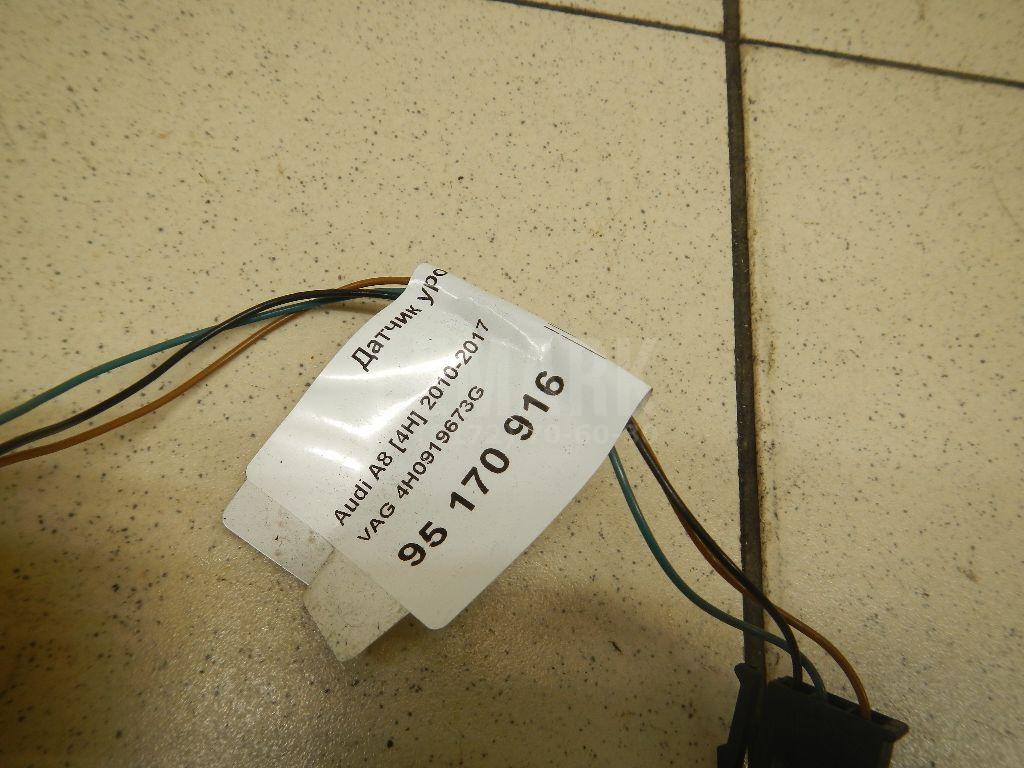 Датчик уро
Audi A8 [4H] 2010-2017
VAG 4H0919673G
95 170 916